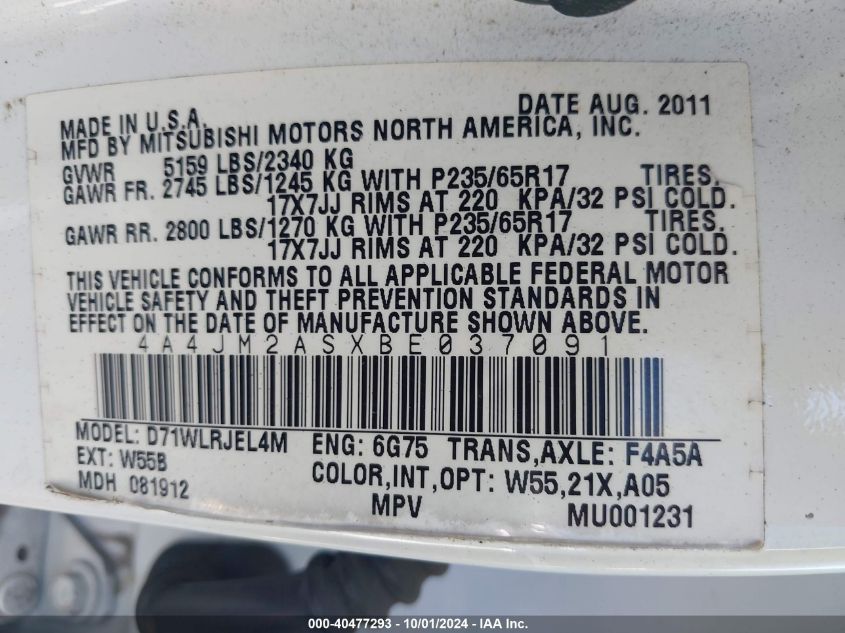 DATE AUG. 2011
MADE IN U.S.A.
MFD BY MITSUBISHI MOTORS NORTH AMERICA, INC.
GVWR 5159 LBS/2340 KG
GAWR FR. 2745 LBS/1245 KG WITH P235/65R17 TIRES,
17X7JJ RIMS AT 220 KPA/32 PSI COLD.
GAWR RR. 2800 LBS/1270 KG WITH P235/65R17 TIRES,
17X7JJ RIMS AT 220 KPA/32 PSI COLD.
THIS VEHICLE CONFORMS TO ALL APPLICABLE FEDERAL MOTOR
VEHICLE SAFETY AND THEFT PREVENTION STANDARDS IN
EFFECT ON THE DATE OF MANUFACTURE SHOWN ABOVE.
4A4JM2ASXBE037091
MODEL: D71WLRJEL4M ENG: 6G75 TRANS,AXLE: F4A5A
EXT: W55B COLOR,INT,OPT: W55,21X,A05
MDH 081912 MPV MU001231
000-40477293 - 10/01/2024 - IAA Inc.